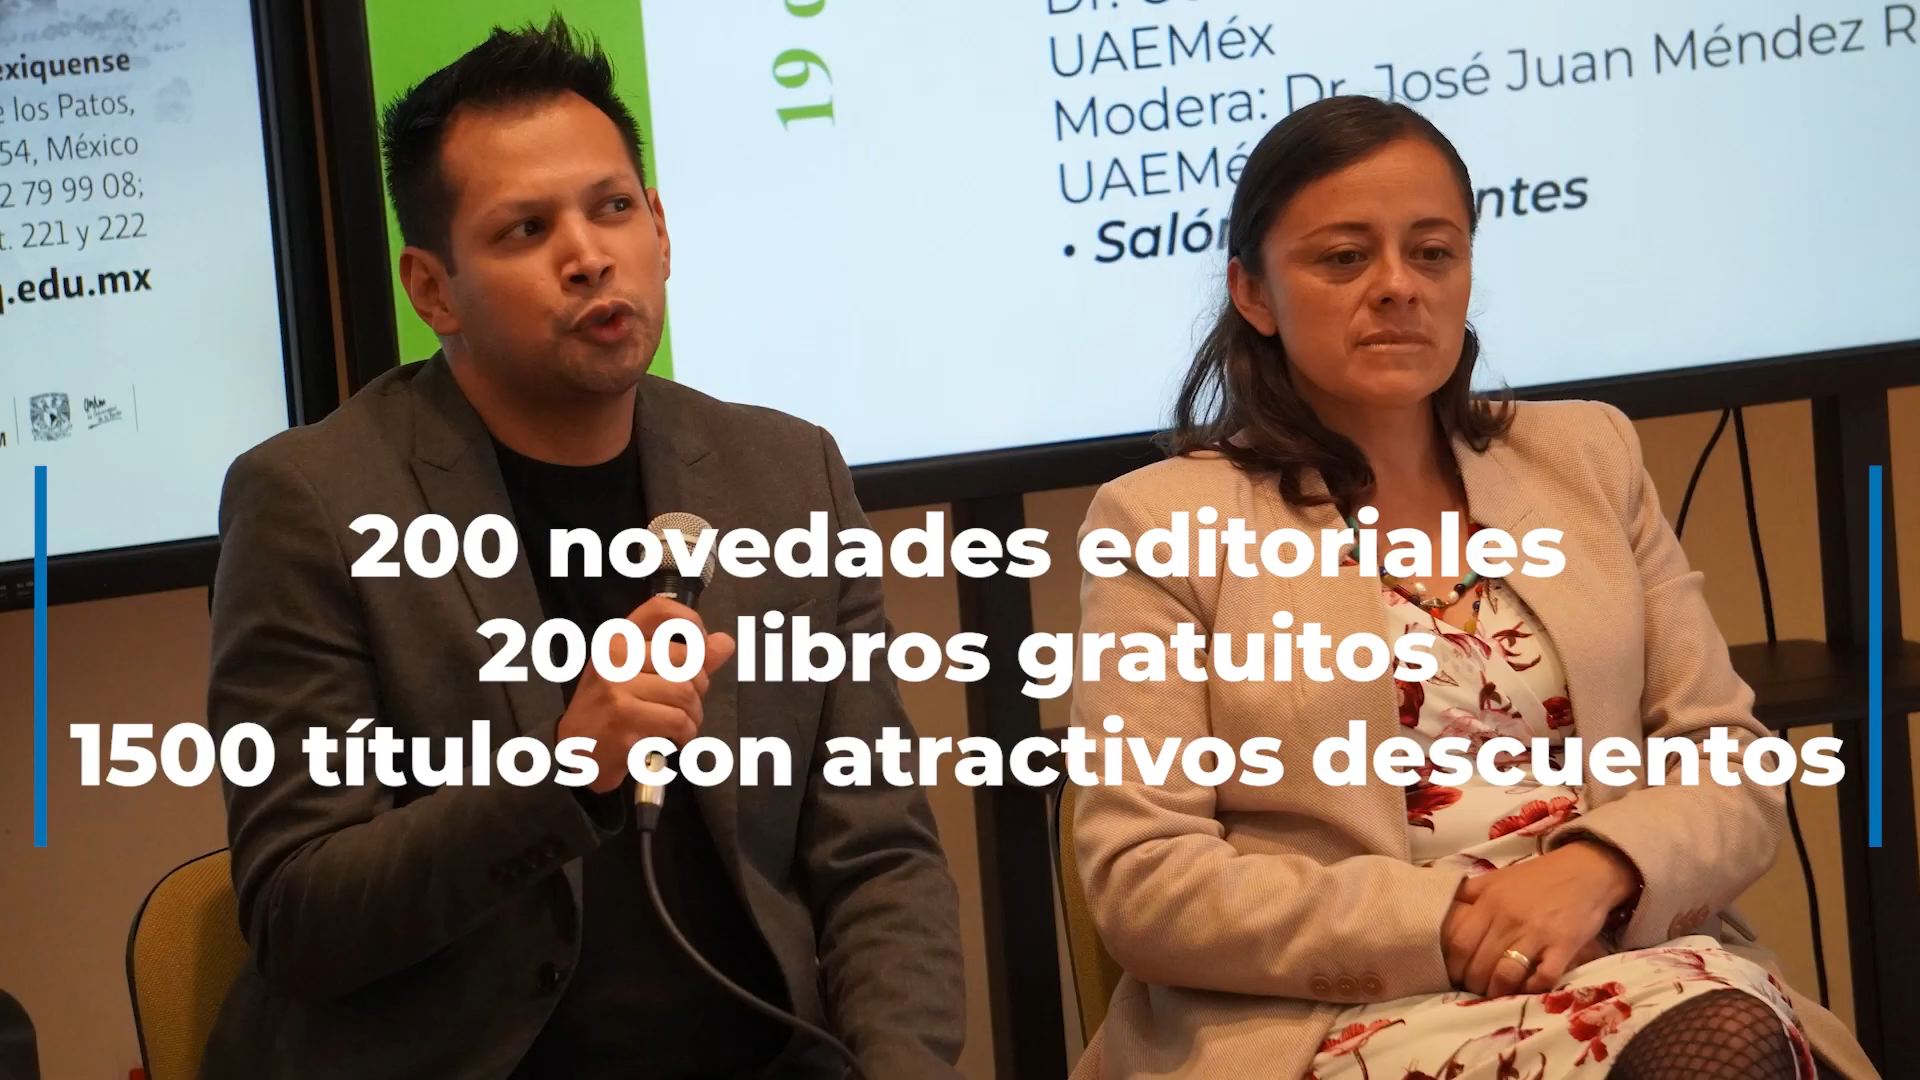 exiquense
e los Patos,
54, México
2 79 99 08;
t. 221 y 222
.edu.mx
19
UAEMéx
Modera: Dr. José Juan Méndez R
UAEMé
• Saló ntes
200 novedades editoriales
2000 libros gratuitos
1500 títulos con atractivos descuentos